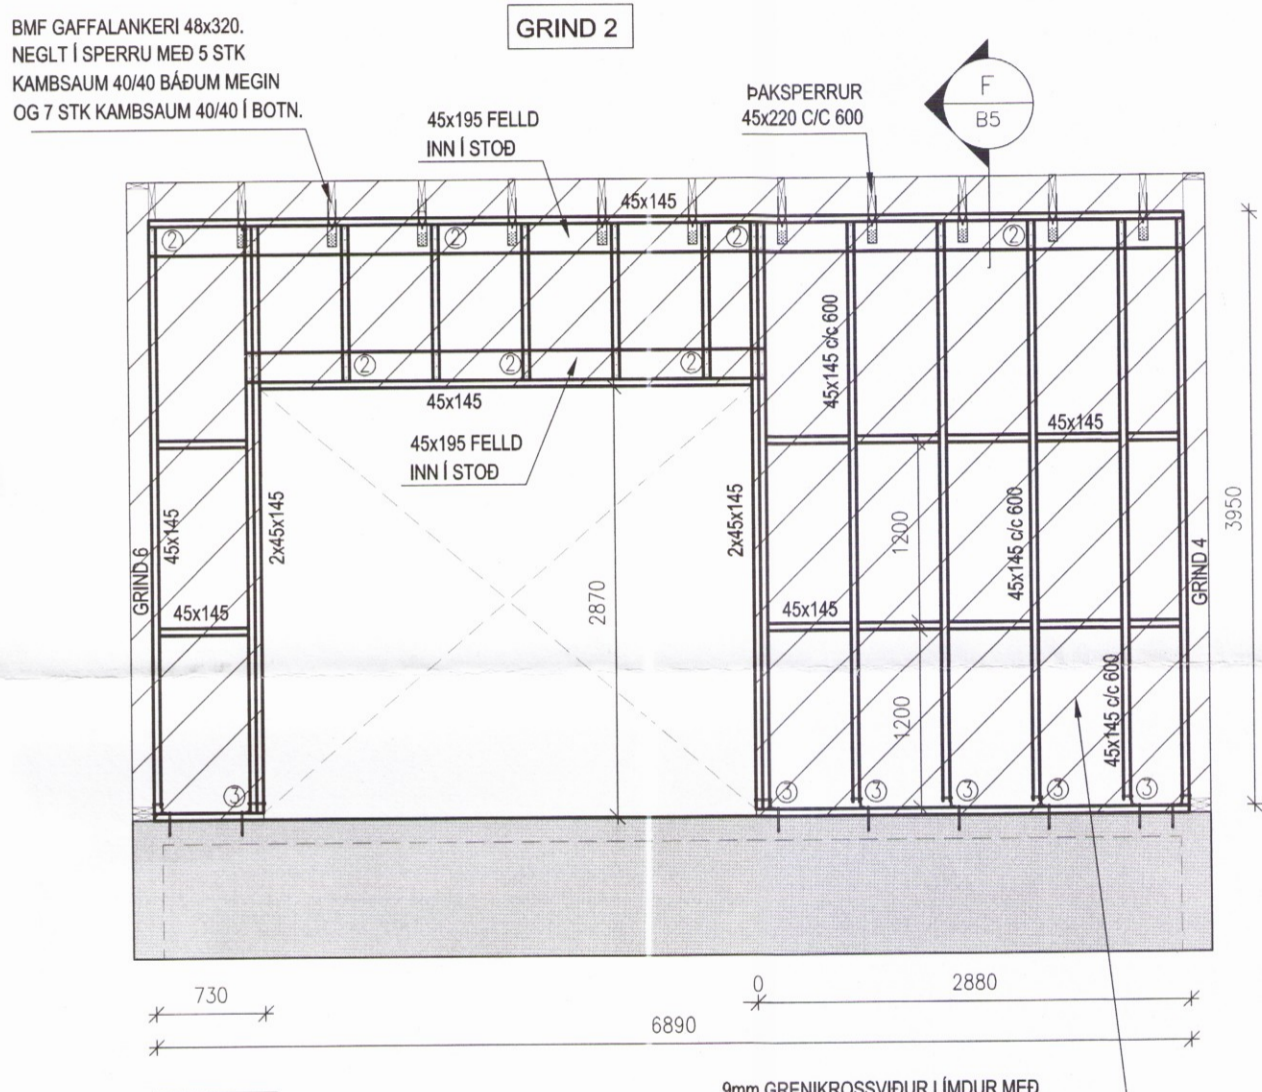 BMF GAFFALANKERI 48x320.
NEGLT Í SPERRU MEÐ 5 STK
KAMBSAUM 40/40 BÁÐUM MEGIN
OG 7 STK KAMBSAUM 40/40 Í BOTN.
GRIND 2
45x195 FELLD
INN Í STOÐ
ÞAKSPERRUR
45x220 C/C 600
F
B5
45x145
2
2
2
2
2
2
2
45x145
45x195 FELLD
INN Í STOÐ
45x145 c/c 600
45x145
GRIND 6
45x145
2x45x145
2x45x145
2870
1200
45x145 c/c 600
GRIND 4
3950
45x145
45x145
1200
45x145 c/c 600
3
3
3
3
3
3
730
0
2880
6890
9mm GRENIKROSSVIÐUR LÍMDUR MEÐ